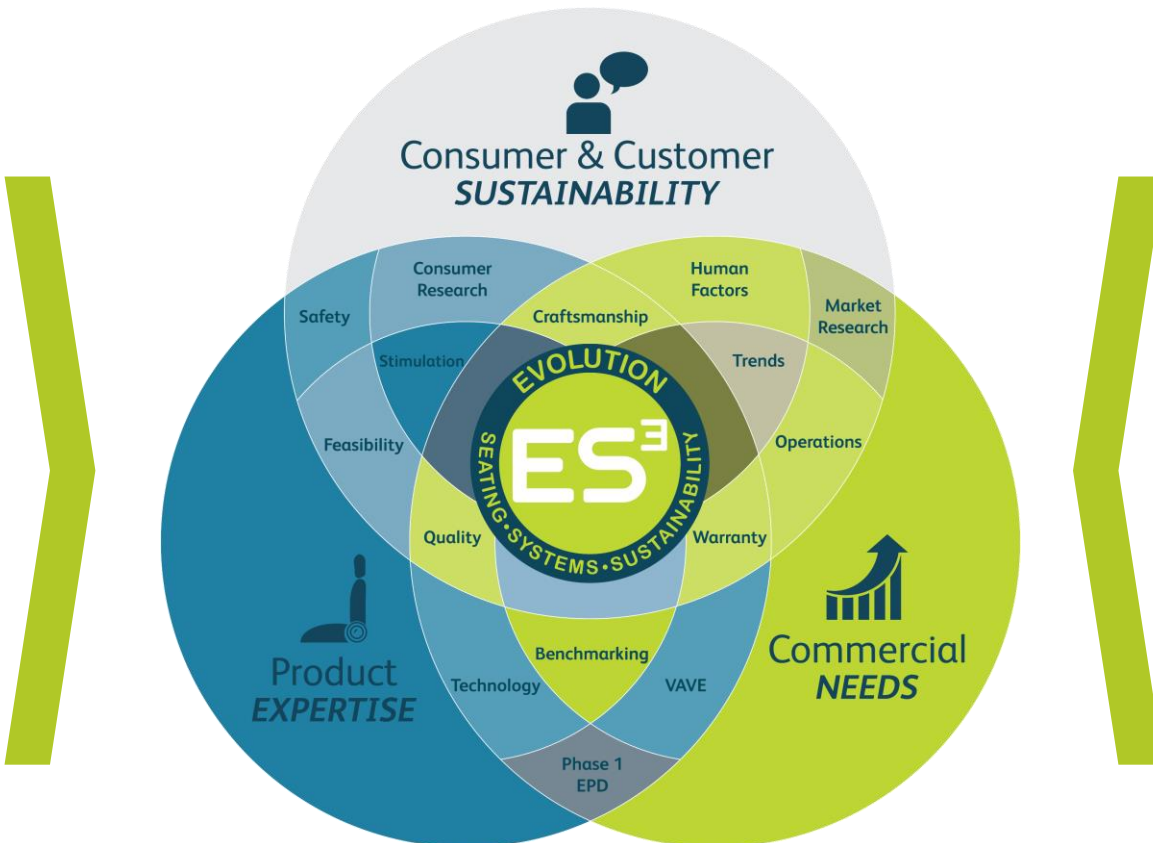 Consumer & Customer
SUSTAINABILITY
Consumer
Research
Human
Factors
Safety
Craftsmanship
Market
Research
Stimulation
Trends
EVOLUTION
Feasibility
Operations
ES³
SEATING•SYSTEMS•SUSTAINABILITY
Quality
Warranty
Benchmarking
Product
EXPERTISE
Technology
VAVE
Commercial
NEEDS
Phase 1
EPD